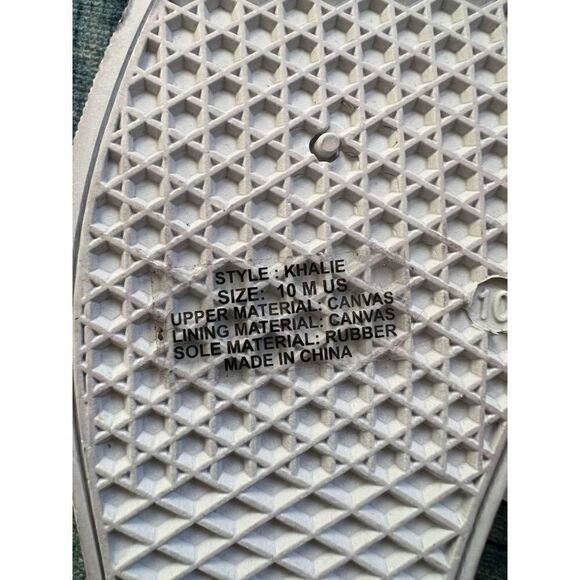 STYLE : KHALIE
SIZE: 10 M US
UPPER MATERIAL: CANVAS
LINING MATERIAL: CANVAS
SOLE MATERIAL: RUBBER
MADE IN CHINA
10